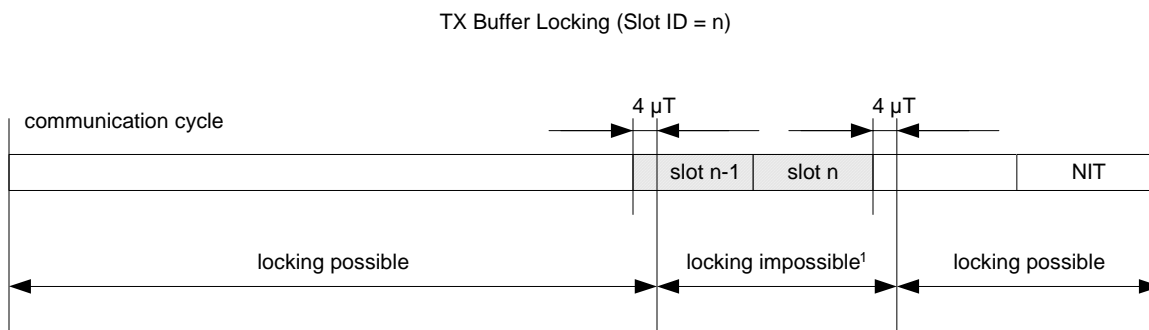 TX Buffer Locking (Slot ID = n)
4 µT
4 µT
communication cycle
slot n-1
slot n
NIT
locking possible
locking impossible¹
locking possible